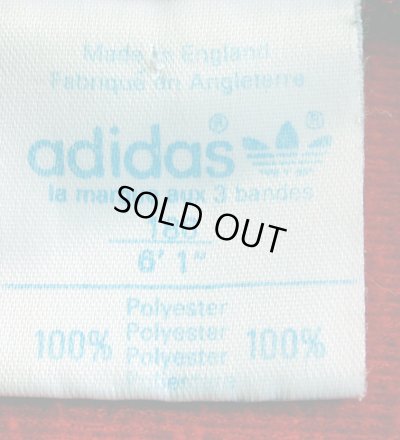 Made in England
Fabriqué en Angleterre
adidas ® ®
la marque aux 3 bandes
SOLD OUT
6' 1"
Polyester
100% Polyester 100%
Polyester